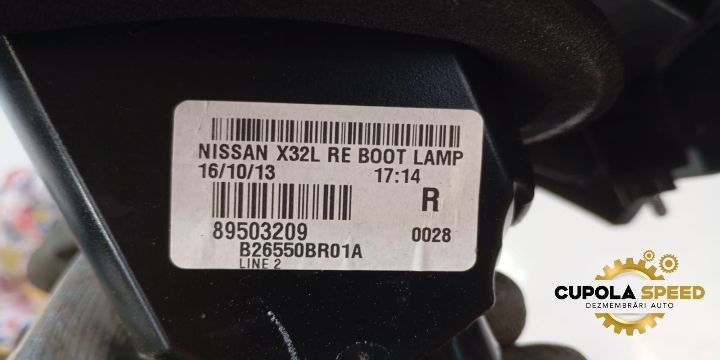 NISSAN X32L RE BOOT LAMP
16/10/13 17:14
R
89503209 0028
B26550BR01A
LINE 2
CUPOLA SPEED
DEZMEMBRĂRI AUTO